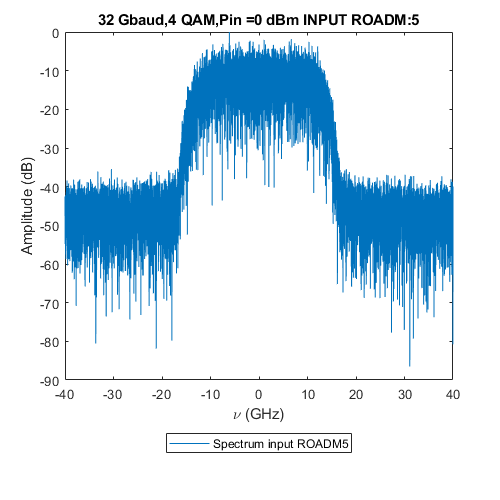 32 Gbaud,4 QAM,Pin =0 dBm INPUT ROADM:5
Amplitude (dB)
0
-10
-20
-30
-40
-50
-60
-70
-80
-90
-40 -30 -20 -10 0 10 20 30 40
ν (GHz)
Spectrum input ROADM5